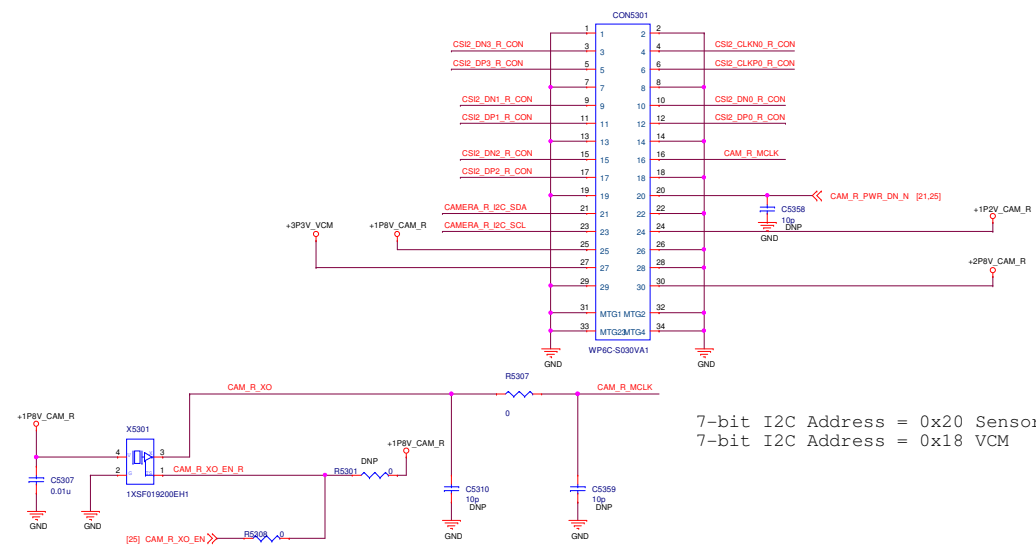 CON5301
1 1 2 2
CSI2_DN3_R_CON 3 3 4 4 CSI2_CLKN0_R_CON
CSI2_DP3_R_CON 5 5 6 6 CSI2_CLKP0_R_CON
7 7 8 8
CSI2_DN1_R_CON 9 9 10 10 CSI2_DN0_R_CON
CSI2_DP1_R_CON 11 11 12 12 CSI2_DP0_R_CON
13 13 14 14
CSI2_DN2_R_CON 15 15 16 16 CAM_R_MCLK
CSI2_DP2_R_CON 17 17 18 18
19 19 20 20 CAM_R_PWR_DN_N [21,25]
CAMERA_R_I2C_SDA 21 21 22 22 C5358
10p
DNP
GND
+1P2V_CAM_R
+3P3V_VCM +1P8V_CAM_R CAMERA_R_I2C_SCL 23 23 24 24
25 25 26 26
+2P8V_CAM_R
27 27 28 28
29 29 30 30
31 MTG1 MTG2 32
33 MTG23 MTG4 34
WP6C-S030VA1
GND GND
R5307
0
CAM_R_XO CAM_R_MCLK
7-bit I2C Address = 0x20 Sensor
7-bit I2C Address = 0x18 VCM
+1P8V_CAM_R
X5301
4 3
2 1
CAM_R_XO_EN_R
1XSF019200EH1
C5307
0.01u
GND GND
+1P8V_CAM_R
DNP
R5301 0
C5310
10p
DNP
GND
C5359
10p
DNP
GND
[25] CAM_R_XO_EN R5308 0